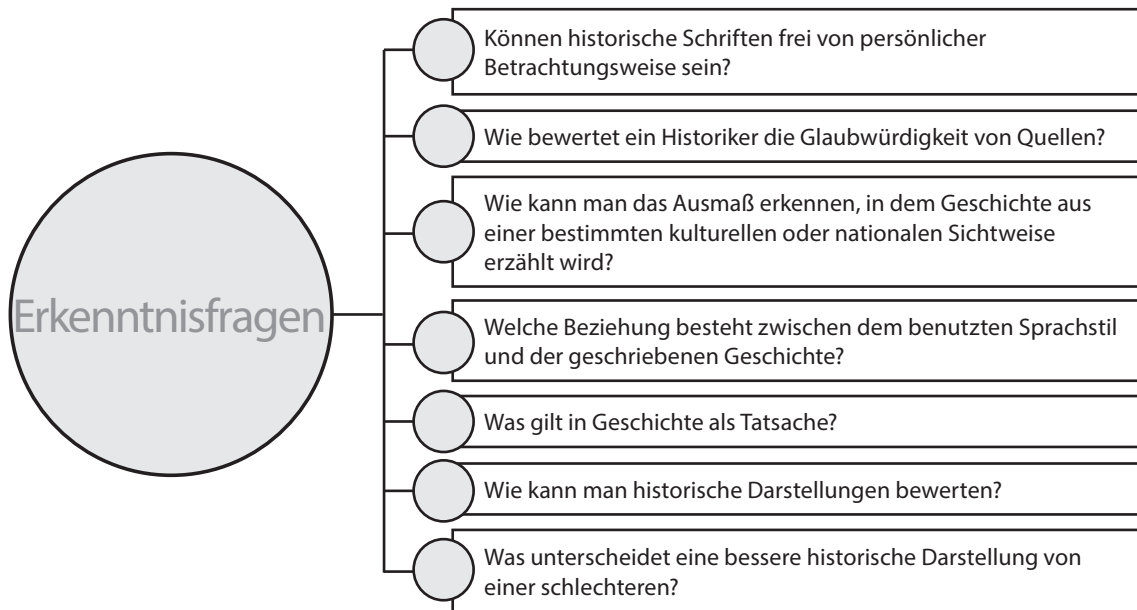 Erkenntnisfragen
Können historische Schriften frei von persönlicher
Betrachtungsweise sein?
Wie bewertet ein Historiker die Glaubwürdigkeit von Quellen?
Wie kann man das Ausmaß erkennen, in dem Geschichte aus
einer bestimmten kulturellen oder nationalen Sichtweise
erzählt wird?
Welche Beziehung besteht zwischen dem benutzten Sprachstil
und der geschriebenen Geschichte?
Was gilt in Geschichte als Tatsache?
Wie kann man historische Darstellungen bewerten?
Was unterscheidet eine bessere historische Darstellung von
einer schlechteren?